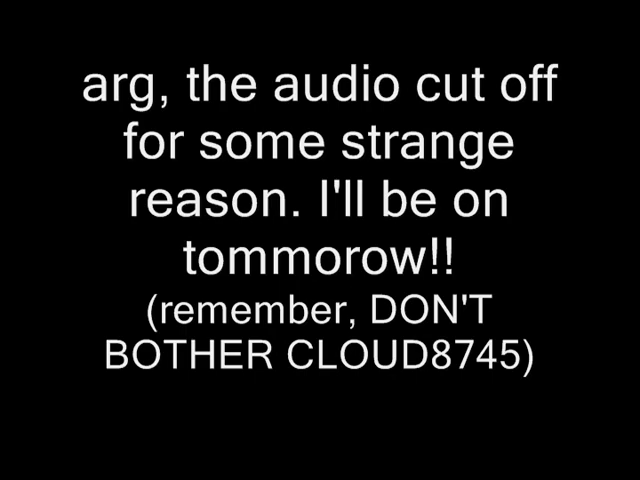 arg, the audio cut off
for some strange
reason. I'll be on
tommorow!!
(remember, DON'T
BOTHER CLOUD8745)